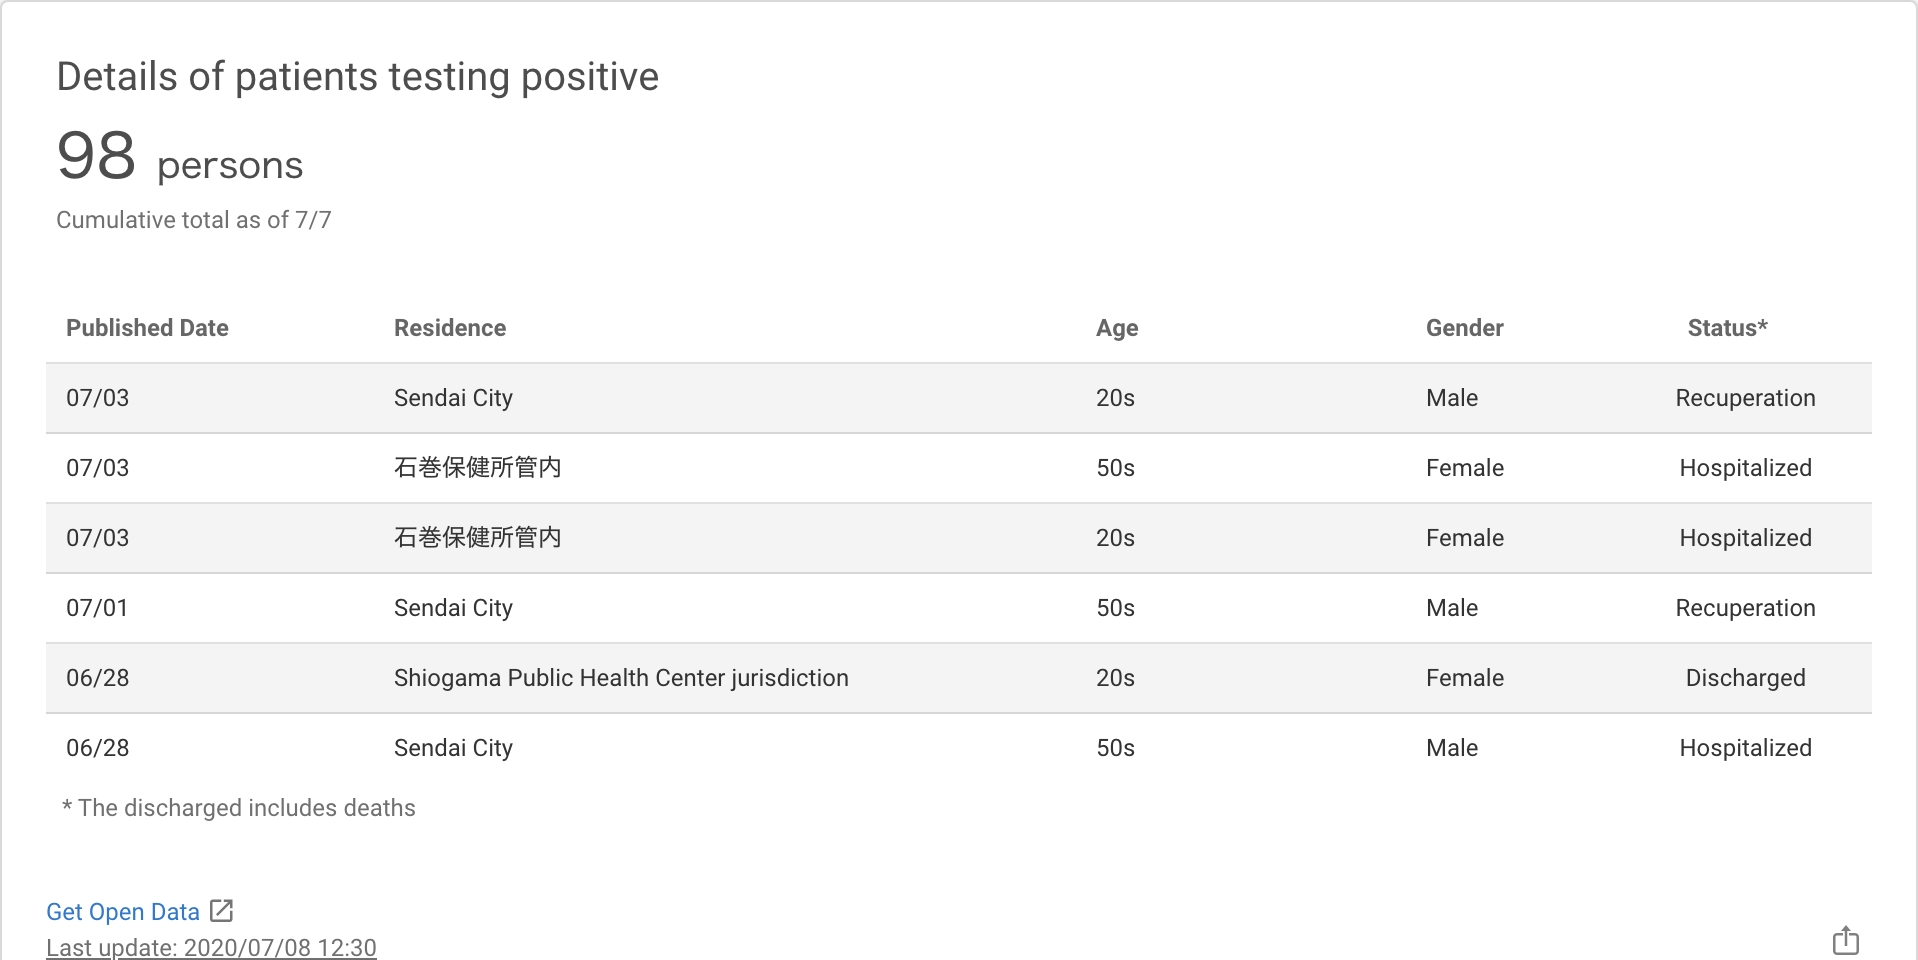 Details of patients testing positive
98 persons
Cumulative total as of 7/7
Published Date Residence Age Gender Status*
07/03 Sendai City 20s Male Recuperation
07/03 石巻保健所管内 50s Female Hospitalized
07/03 石巻保健所管内 20s Female Hospitalized
07/01 Sendai City 50s Male Recuperation
06/28 Shiogama Public Health Center jurisdiction 20s Female Discharged
06/28 Sendai City 50s Male Hospitalized
* The discharged includes deaths
Get Open Data
Last update: 2020/07/08 12:30